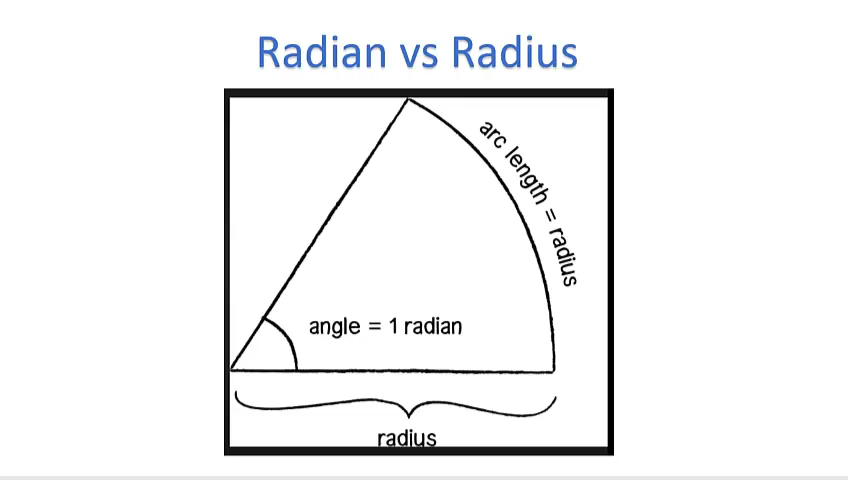 Radian vs Radius
arc length = radius
angle = 1 radian
radius